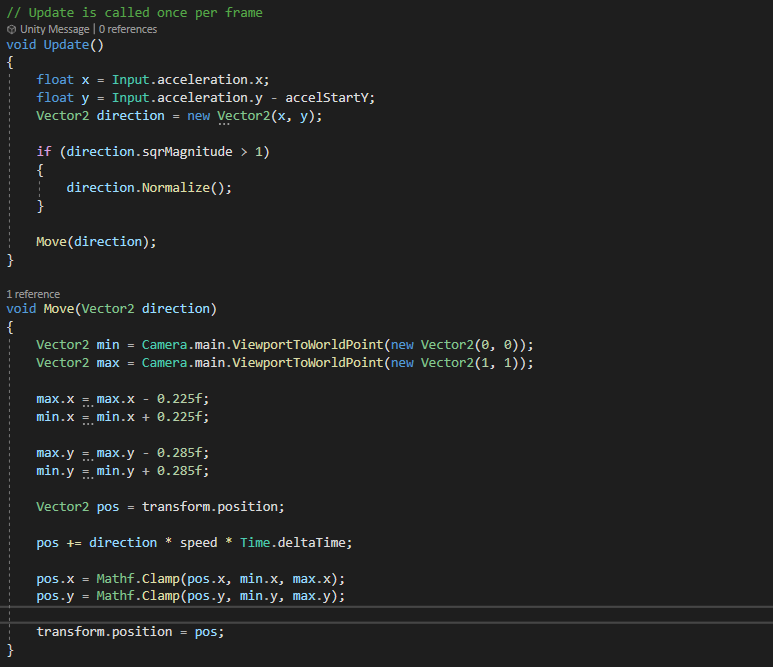 // Update is called once per frame
Unity Message | 0 references
void Update()
{
    float x = Input.acceleration.x;
    float y = Input.acceleration.y - accelStartY;
    Vector2 direction = new Vector2(x, y);

    if (direction.sqrMagnitude > 1)
    {
        direction.Normalize();
    }

    Move(direction);
}

1 reference
void Move(Vector2 direction)
{
    Vector2 min = Camera.main.ViewportToWorldPoint(new Vector2(0, 0));
    Vector2 max = Camera.main.ViewportToWorldPoint(new Vector2(1, 1));

    max.x = max.x - 0.225f;
    min.x = min.x + 0.225f;

    max.y = max.y - 0.285f;
    min.y = min.y + 0.285f;

    Vector2 pos = transform.position;

    pos += direction * speed * Time.deltaTime;

    pos.x = Mathf.Clamp(pos.x, min.x, max.x);
    pos.y = Mathf.Clamp(pos.y, min.y, max.y);

    transform.position = pos;
}